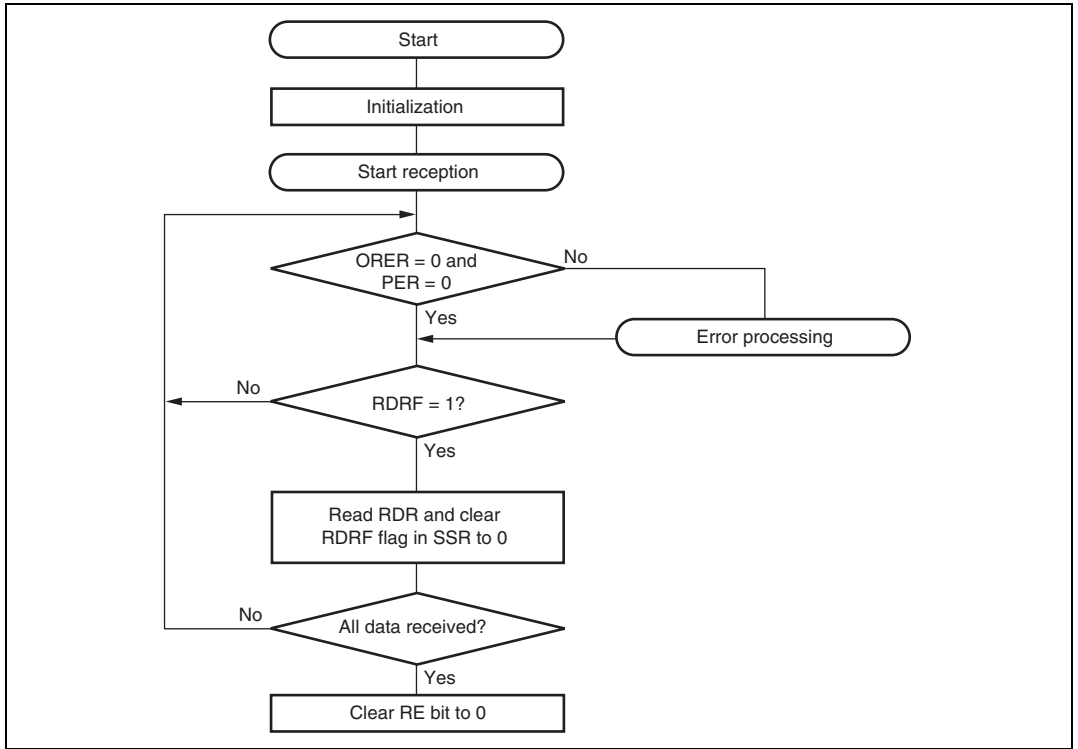 Start
Initialization
Start reception
ORER = 0 and
PER = 0
No
Yes
Error processing
No
RDRF = 1?
Yes
Read RDR and clear
RDRF flag in SSR to 0
No
All data received?
Yes
Clear RE bit to 0